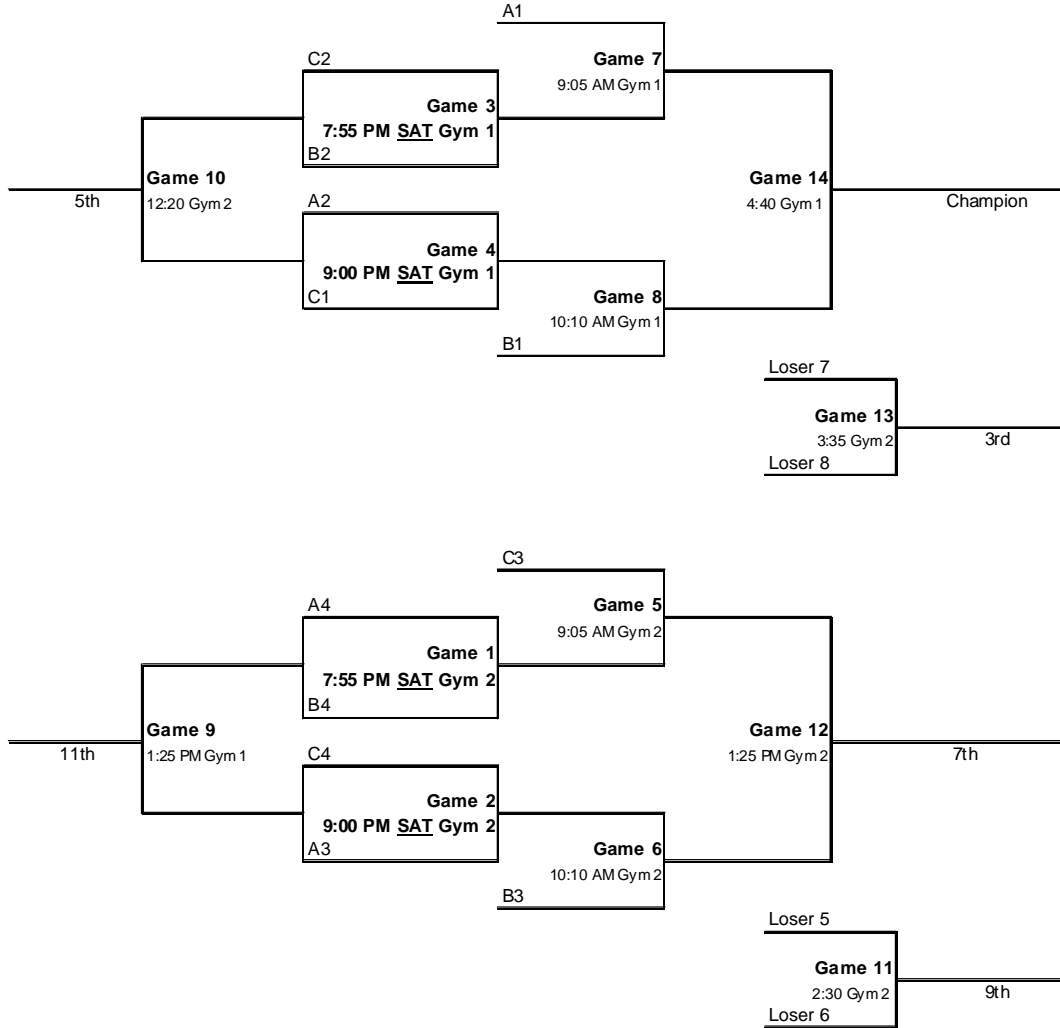 A1
C2
Game 7
9:05 AM Gym 1
Game 3
7:55 PM SAT Gym 1
B2
Game 10
12:20 Gym 2
5th
A2
Game 14
4:40 Gym 1
Champion
Game 4
9:00 PM SAT Gym 1
C1
Game 8
10:10 AM Gym 1
B1
Loser 7
Game 13
3:35 Gym 2
3rd
Loser 8
C3
A4
Game 5
9:05 AM Gym 2
Game 1
7:55 PM SAT Gym 2
B4
Game 9
1:25 PM Gym 1
11th
C4
Game 12
1:25 PM Gym 2
7th
Game 2
9:00 PM SAT Gym 2
A3
Game 6
10:10 AM Gym 2
B3
Loser 5
Game 11
2:30 Gym 2
9th
Loser 6